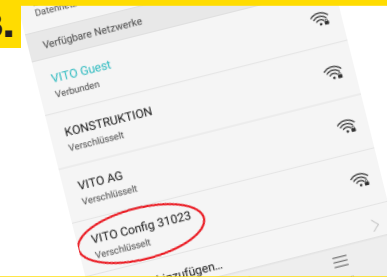 3.
Verfügbare Netzwerke
VITO Guest
Verbunden
KONSTRUKTION
Verschlüsselt
VITO AG
Verschlüsselt
VITO Config 31023
Verschlüsselt